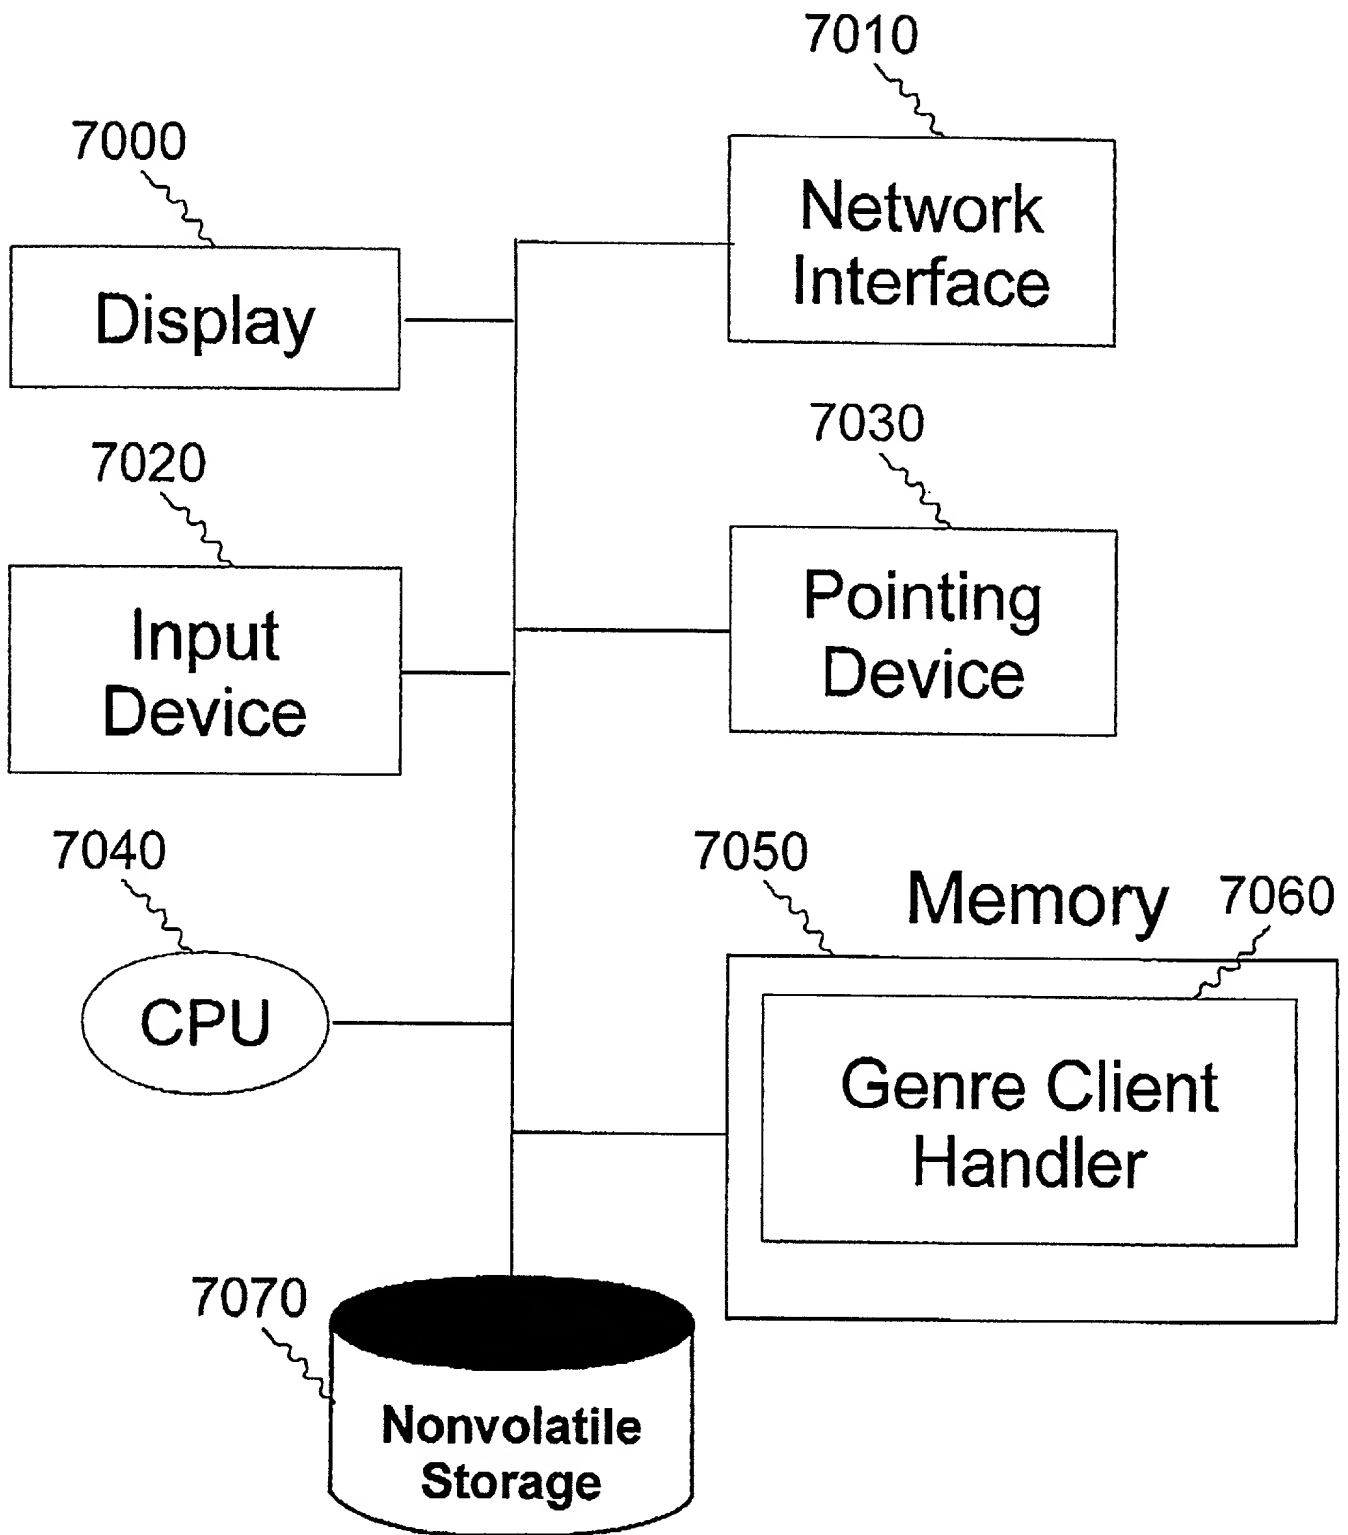 7010
7000
Network
Interface
Display
7030
7020
Pointing
Device
Input
Device
7040
7050
Memory
7060
CPU
Genre Client
Handler
7070
Nonvolatile
Storage